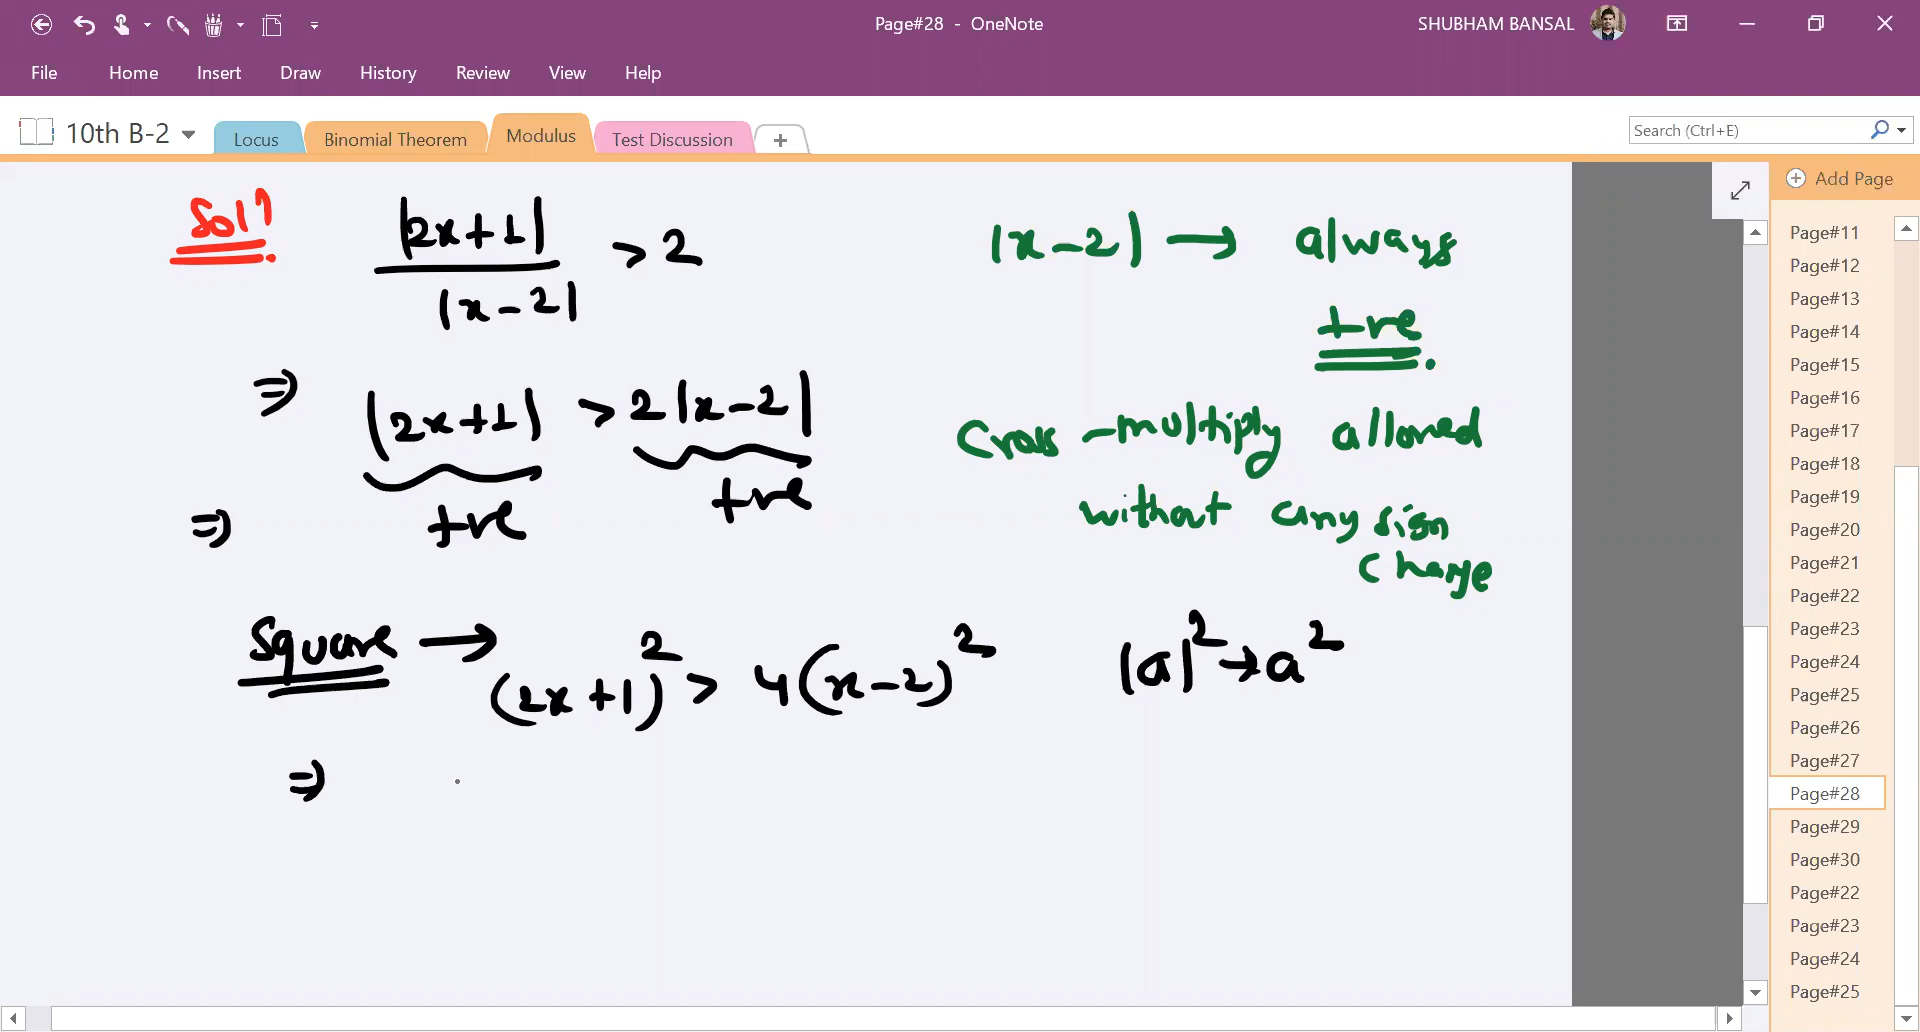 Page#28 - OneNote
SHUBHAM BANSAL
File Home Insert Draw History Review View Help
10th B-2
Locus
Binomial Theorem
Modulus
Test Discussion
+
Search (Ctrl+E)
Add Page
Sol?
|2x+1| / |x-2| > 2
⇒ |2x+1| > 2|x-2|
+ve +ve
⇒
Square → (2x+1)² > 4(x-2)²
⇒
|x-2| → always
+ve.
Cross-multiply allowed
without any sign
change
|a|² → a²
Page#11
Page#12
Page#13
Page#14
Page#15
Page#16
Page#17
Page#18
Page#19
Page#20
Page#21
Page#22
Page#23
Page#24
Page#25
Page#26
Page#27
Page#28
Page#29
Page#30
Page#22
Page#23
Page#24
Page#25